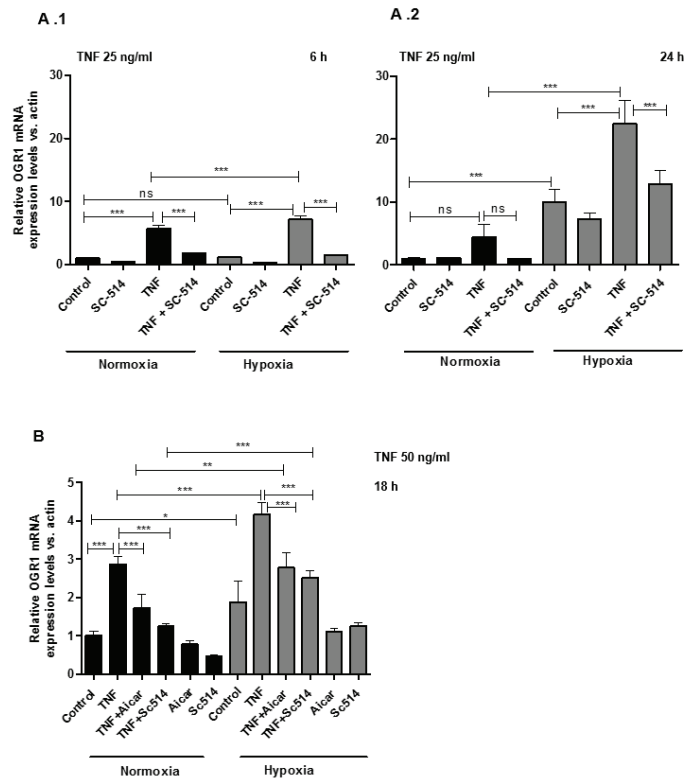 A .1
TNF 25 ng/ml
6 h
Relative OGR1 mRNA
expression levels vs. actin
30
20
10
0
***
ns
***
***
***
***
Control
SC-514
TNF
TNF + SC-514
Control
SC-514
TNF
TNF + SC-514
Normoxia
Hypoxia
A .2
TNF 25 ng/ml
24 h
30
20
10
0
***
***
***
***
ns
ns
Control
SC-514
TNF
TNF + SC-514
Control
SC-514
TNF
TNF + SC-514
Normoxia
Hypoxia
B
TNF 50 ng/ml
18 h
Relative OGR1 mRNA
expression levels vs. actin
5
4
3
2
1
0
***
**
***
***
***
*
***
***
***
Control
TNF
TNF+Aicar
TNF+Sc514
Aicar
Sc514
Control
TNF
TNF+Aicar
TNF+Sc514
Aicar
Sc514
Normoxia
Hypoxia